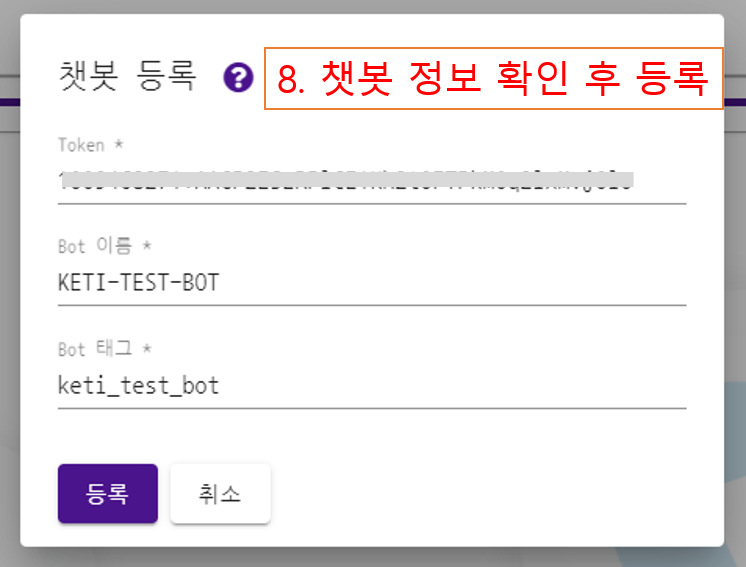 챗봇 등록 ?
8. 챗봇 정보 확인 후 등록
Token *
Bot 이름 *
KETI-TEST-BOT
Bot 태그 *
keti_test_bot
등록
취소